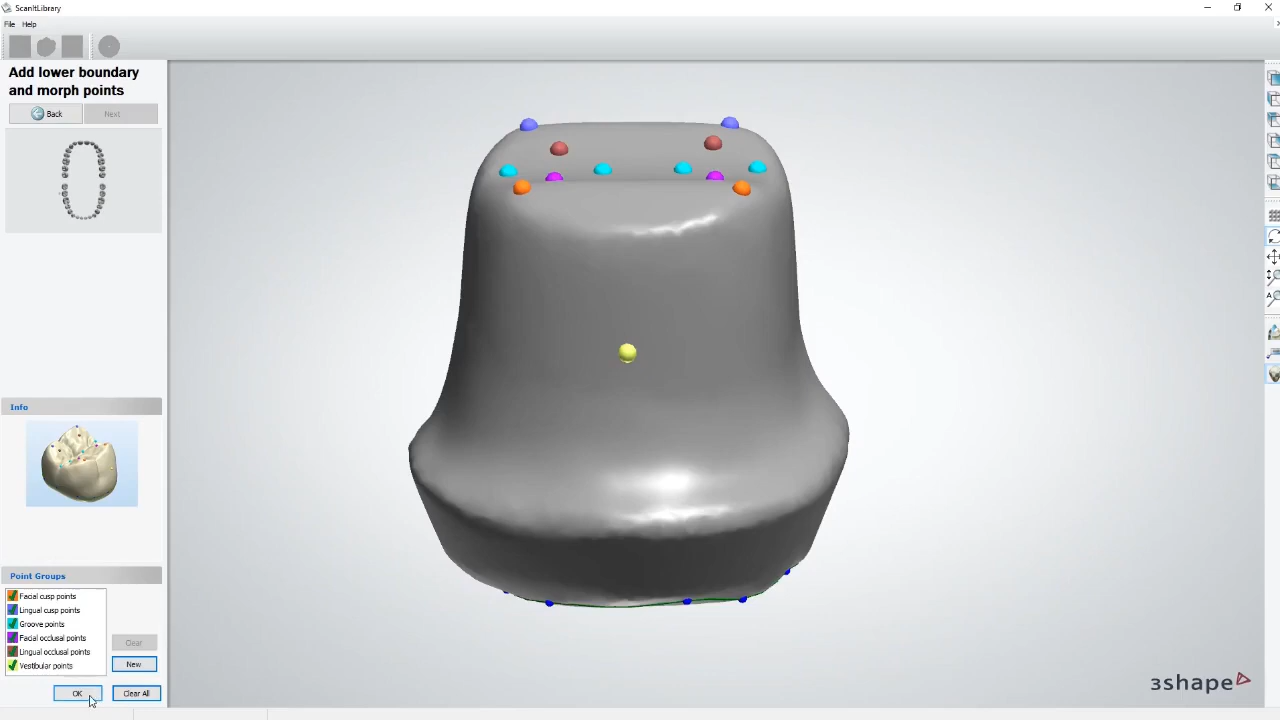 ScanItLibrary
File Help
Add lower boundary
and morph points
Back Next
Info
Point Groups
Facial cusp points
Lingual cusp points
Groove points
Facial occlusal points
Lingual occlusal points
Vestibular points
Clear
New
OK Clear All
3shape